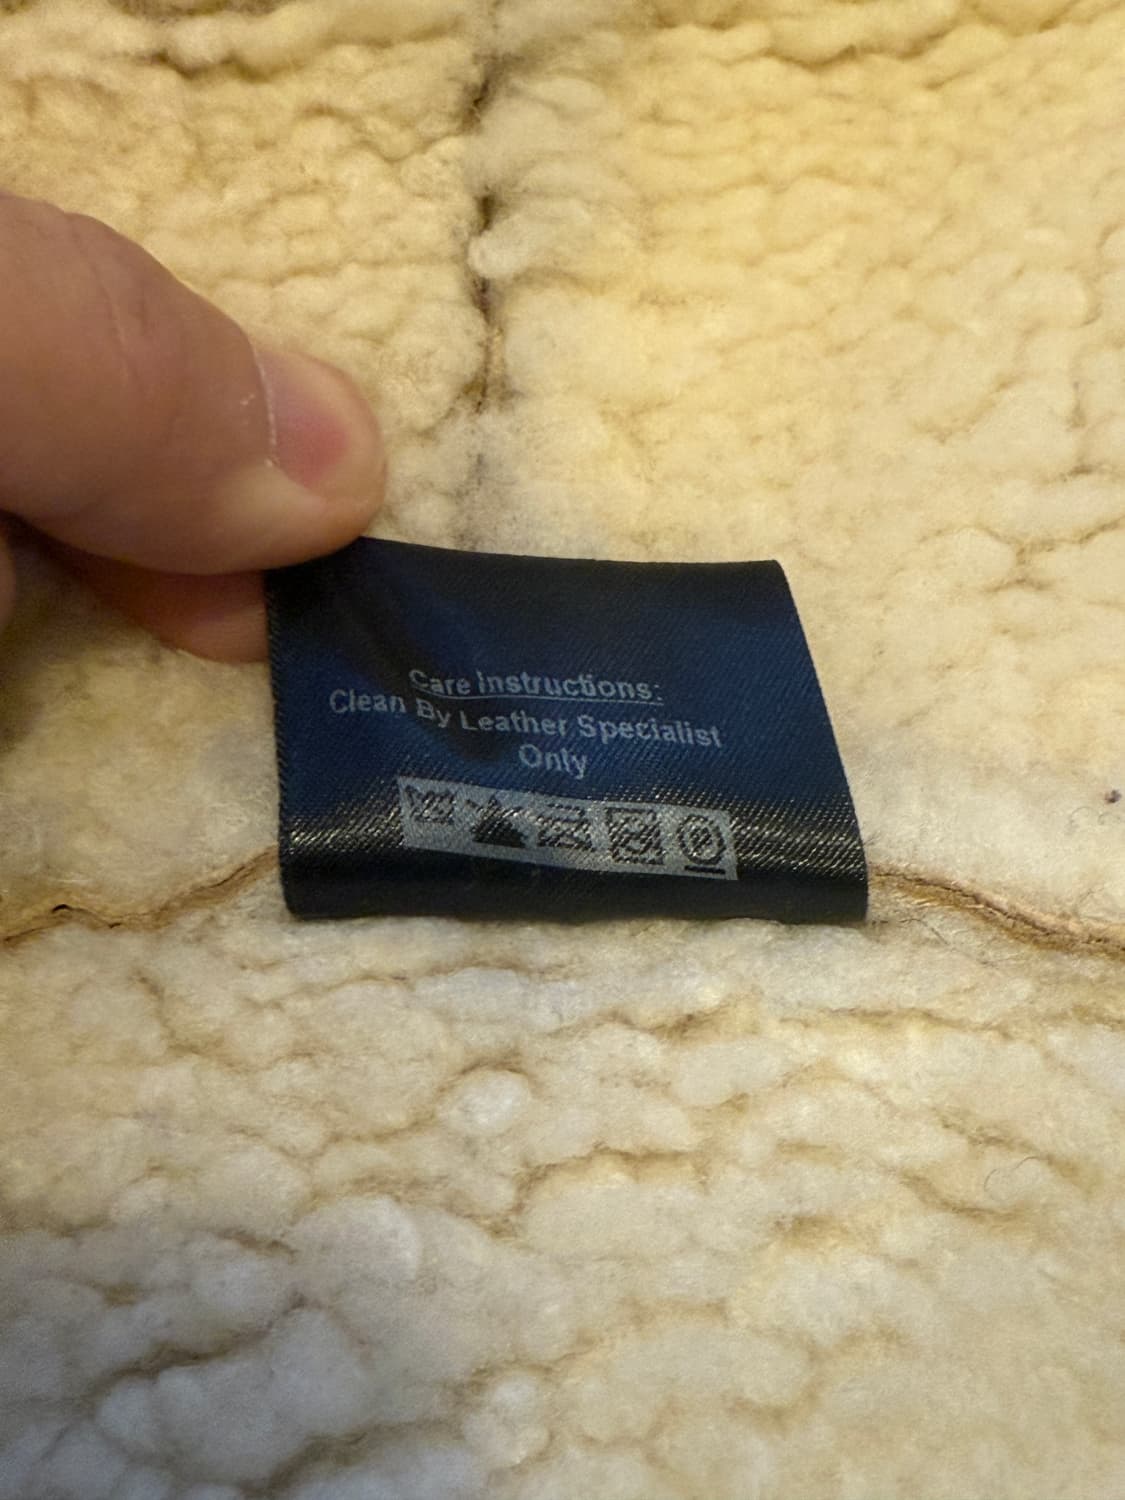 Care Instructions:
Clean By Leather Specialist
Only